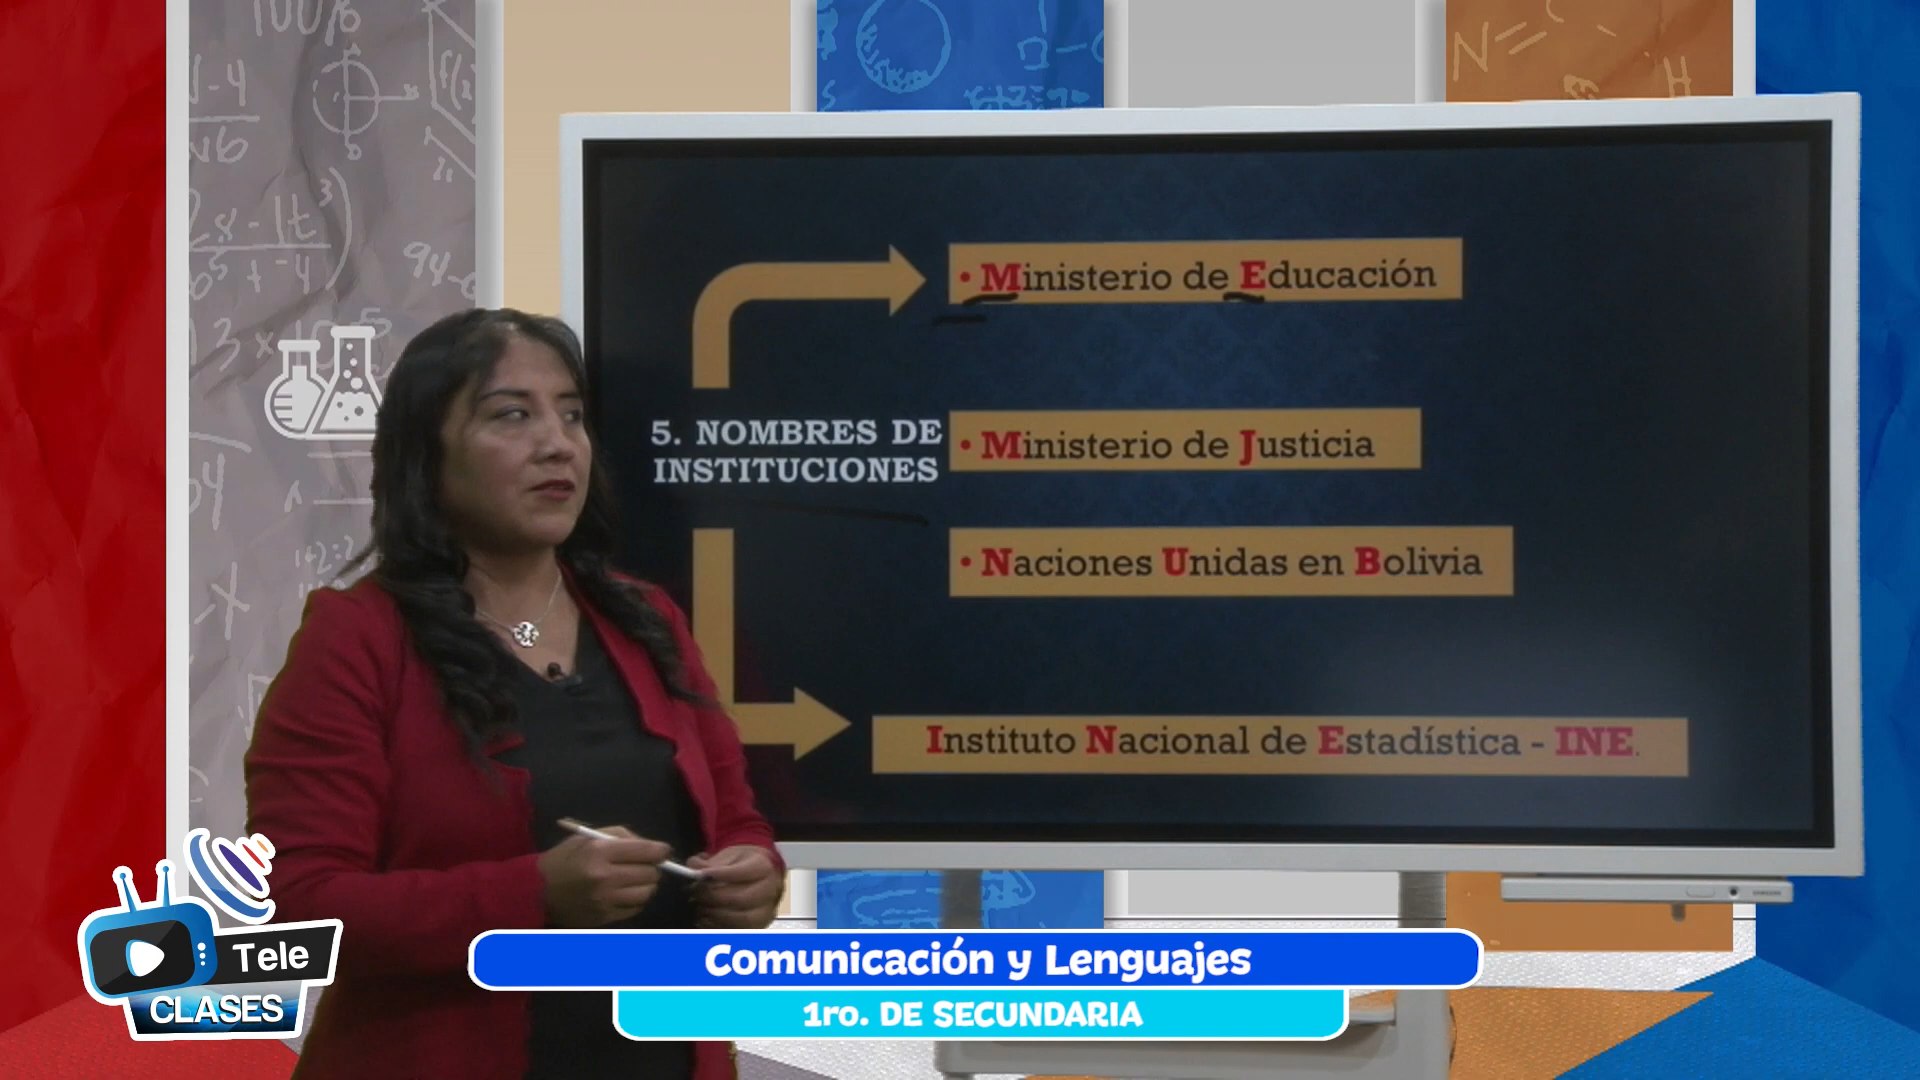 • Ministerio de Educación
5. NOMBRES DE
INSTITUCIONES
• Ministerio de Justicia
• Naciones Unidas en Bolivia
Instituto Nacional de Estadística - INE.
Tele
CLASES
Comunicación y Lenguajes
1ro. DE SECUNDARIA